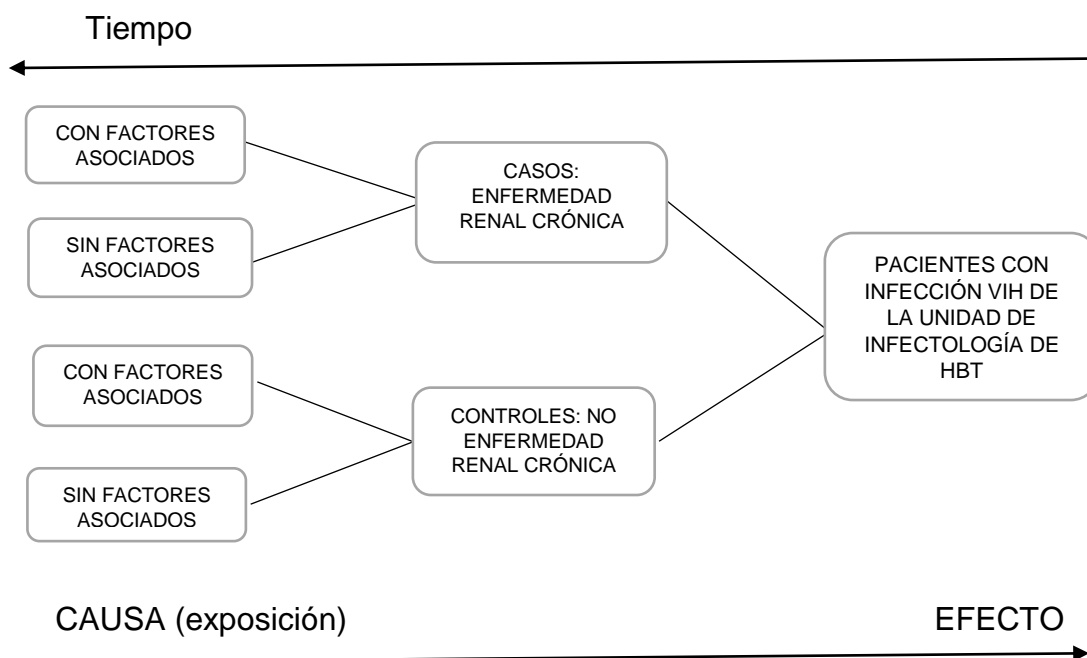 Tiempo
CON FACTORES
ASOCIADOS
SIN FACTORES
ASOCIADOS
CON FACTORES
ASOCIADOS
SIN FACTORES
ASOCIADOS
CASOS:
ENFERMEDAD
RENAL CRÓNICA
CONTROLES: NO
ENFERMEDAD
RENAL CRÓNICA
PACIENTES CON
INFECCIÓN VIH DE
LA UNIDAD DE
INFECTOLOGÍA DE
HBT
CAUSA (exposición)
EFECTO